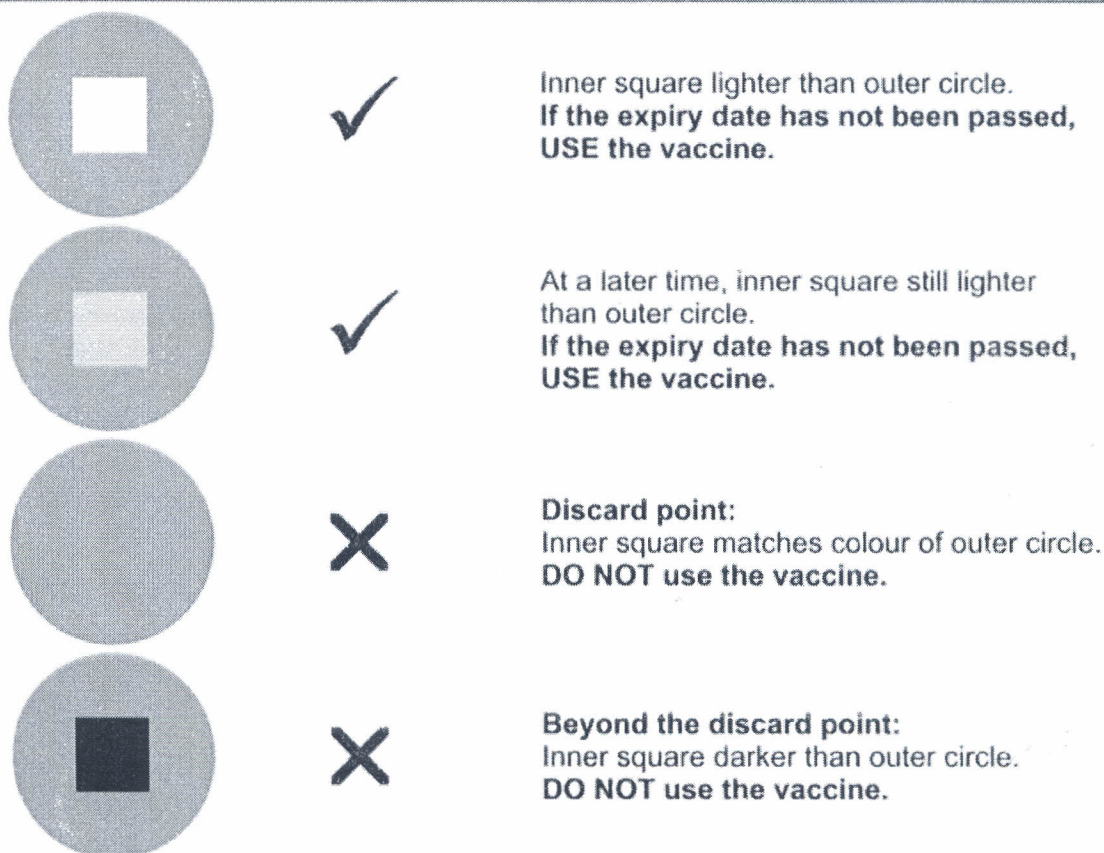 Inner square lighter than outer circle.
If the expiry date has not been passed,
USE the vaccine.
At a later time, inner square still lighter
than outer circle.
If the expiry date has not been passed,
USE the vaccine.
Discard point:
Inner square matches colour of outer circle.
DO NOT use the vaccine.
Beyond the discard point:
Inner square darker than outer circle.
DO NOT use the vaccine.